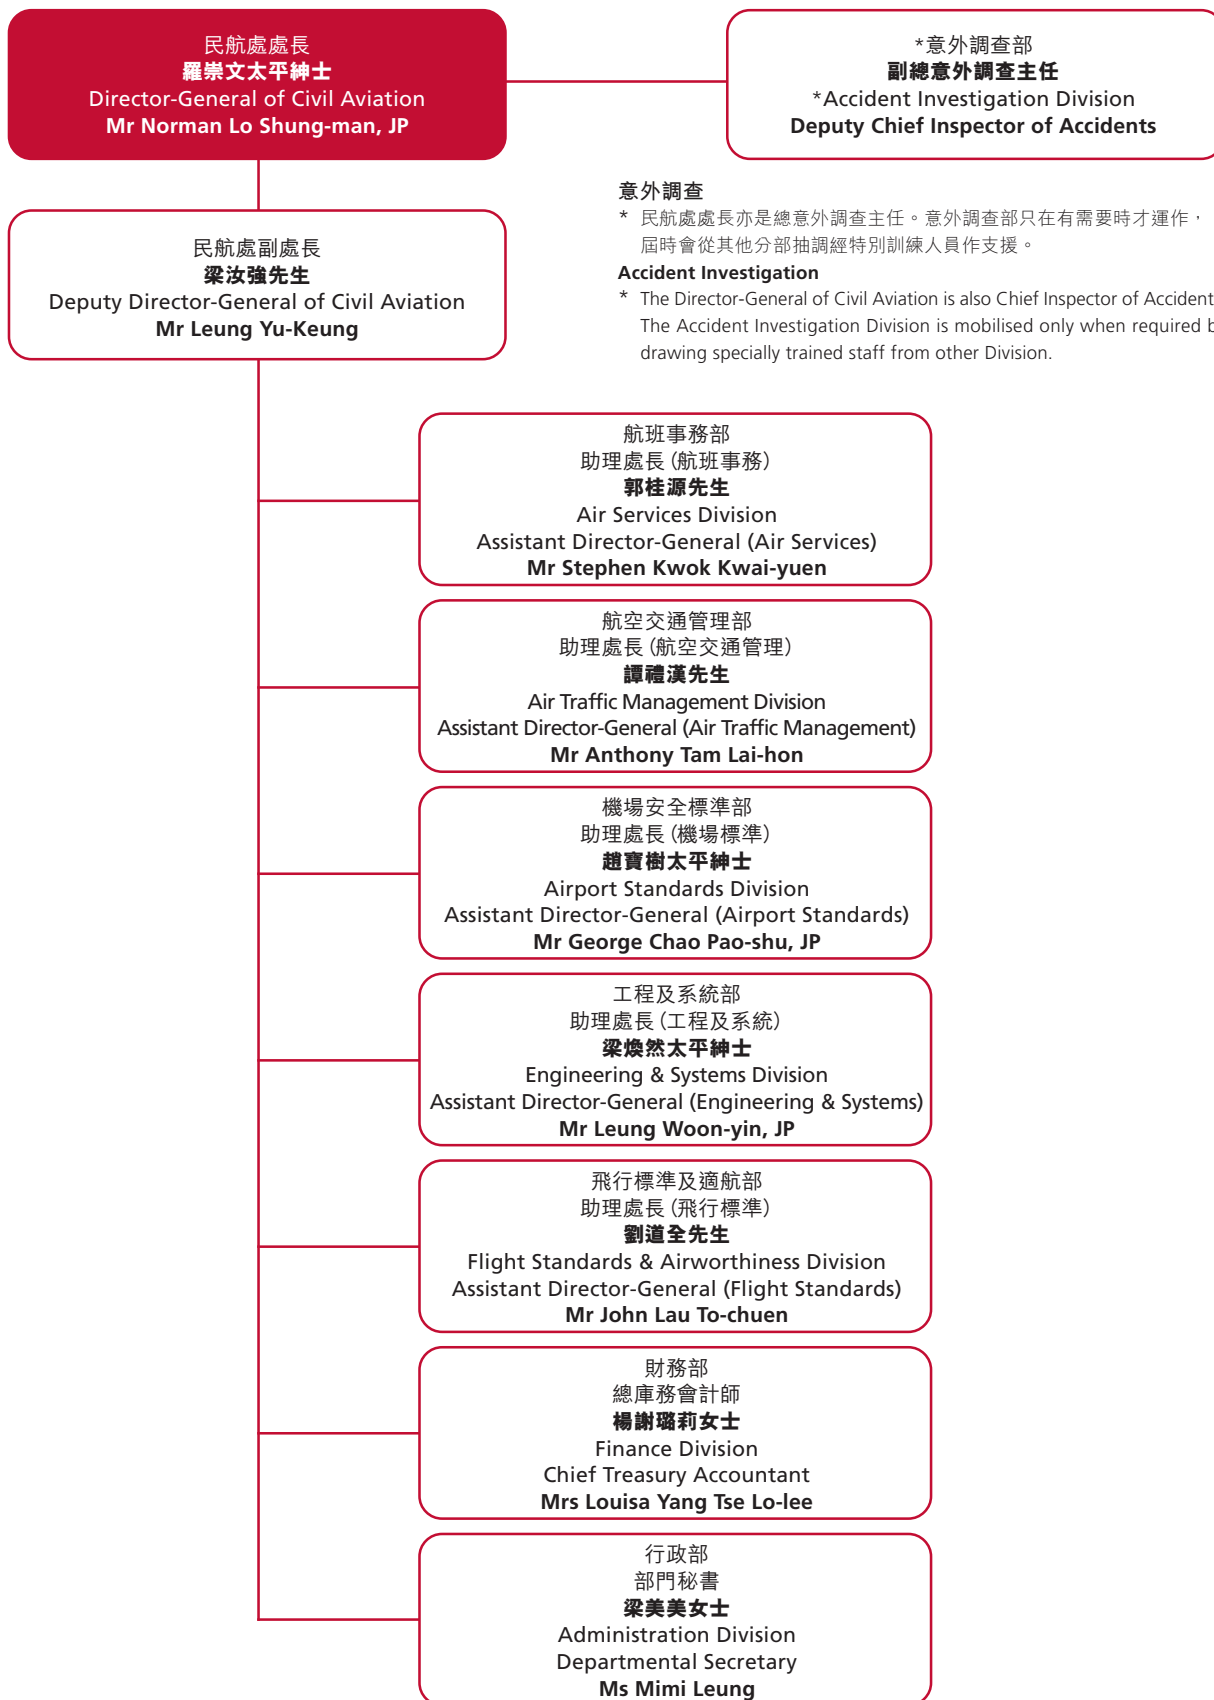 民航處處長
羅崇文太平紳士
Director-General of Civil Aviation
Mr Norman Lo Shung-man, JP
*意外調查部
副總意外調查主任
*Accident Investigation Division
Deputy Chief Inspector of Accidents
意外調查
* 民航處處長亦是總意外調查主任。意外調查部只在有需要時才運作，
屆時會從其他分部抽調經特別訓練人員作支援。
Accident Investigation
* The Director-General of Civil Aviation is also Chief Inspector of Accident
The Accident Investigation Division is mobilised only when required b
drawing specially trained staff from other Division.
民航處副處長
梁汝強先生
Deputy Director-General of Civil Aviation
Mr Leung Yu-Keung
航班事務部
助理處長 (航班事務)
郭桂源先生
Air Services Division
Assistant Director-General (Air Services)
Mr Stephen Kwok Kwai-yuen
航空交通管理部
助理處長 (航空交通管理)
譚禮漢先生
Air Traffic Management Division
Assistant Director-General (Air Traffic Management)
Mr Anthony Tam Lai-hon
機場安全標準部
助理處長 (機場標準)
趙寶樹太平紳士
Airport Standards Division
Assistant Director-General (Airport Standards)
Mr George Chao Pao-shu, JP
工程及系統部
助理處長 (工程及系統)
梁煥然太平紳士
Engineering & Systems Division
Assistant Director-General (Engineering & Systems)
Mr Leung Woon-yin, JP
飛行標準及適航部
助理處長 (飛行標準)
劉道全先生
Flight Standards & Airworthiness Division
Assistant Director-General (Flight Standards)
Mr John Lau To-chuen
財務部
總庫務會計師
楊謝璐莉女士
Finance Division
Chief Treasury Accountant
Mrs Louisa Yang Tse Lo-lee
行政部
部門秘書
梁美美女士
Administration Division
Departmental Secretary
Ms Mimi Leung